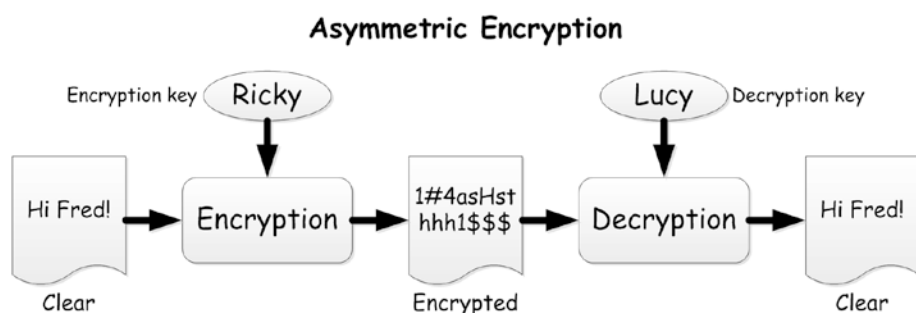 Asymmetric Encryption
Encryption key
Ricky
Lucy
Decryption key
Hi Fred!
Encryption
1#4asHst
hhh1$$$
Decryption
Hi Fred!
Clear
Encrypted
Clear